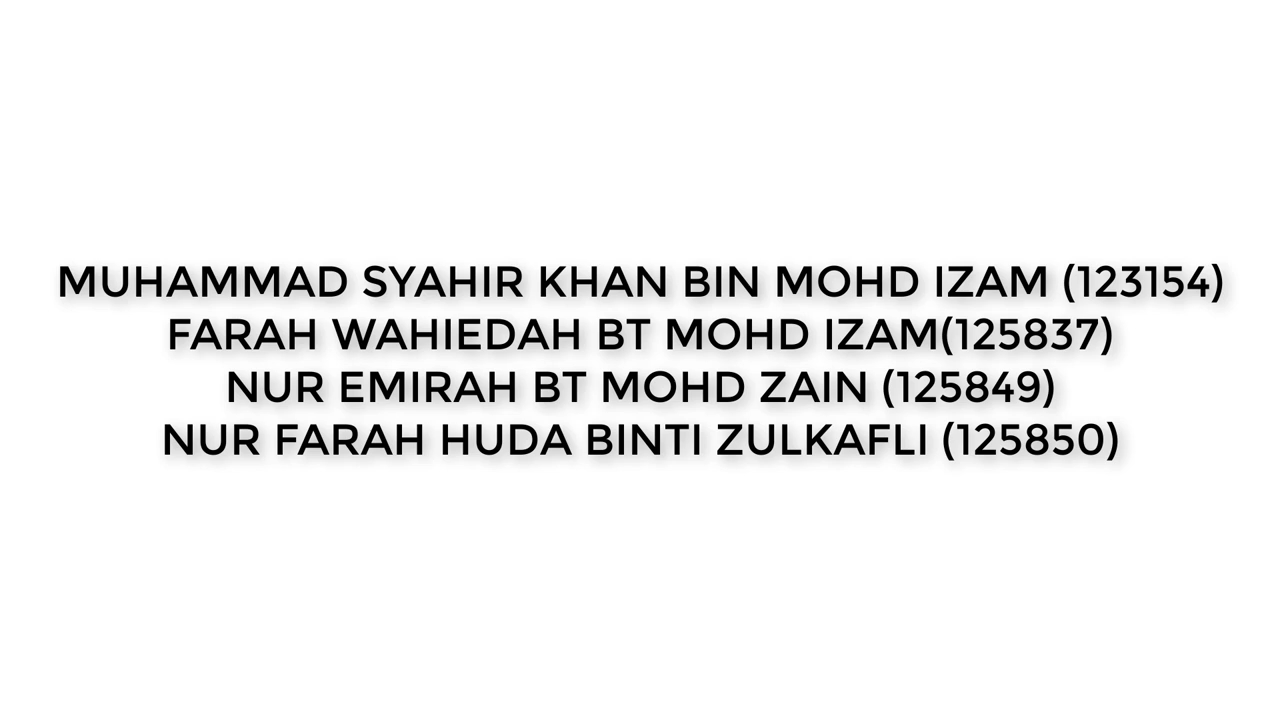 MUHAMMAD SYAHIR KHAN BIN MOHD IZAM (123154)
FARAH WAHIEDAH BT MOHD IZAM(125837)
NUR EMIRAH BT MOHD ZAIN (125849)
NUR FARAH HUDA BINTI ZULKAFLI (125850)